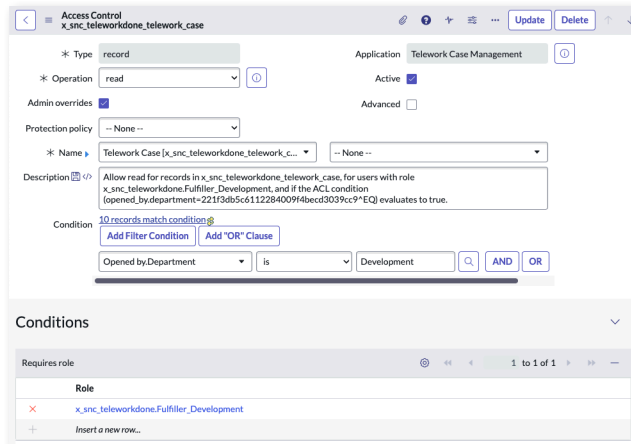 Access Control
x_snc_teleworkdone_telework_case
Update
Delete
Type
record
Application
Telework Case Management
Operation
read
Active
Admin overrides
Advanced
Protection policy
-- None --
Name
Telework Case [x_snc_teleworkdone_telework_c...
-- None --
Description
Allow read for records in x_snc_teleworkdone_telework_case, for users with role
x_snc_teleworkdone.Fulfiller_Development, and if the ACL condition
(opened_by.department=221f3db5c6112284009f4becd3039cc9^EQ) evaluates to true.
Condition
10 records match condition
Add Filter Condition
Add "OR" Clause
Opened by.Department
is
Development
AND
OR
Conditions
Requires role
1 to 1 of 1
Role
x_snc_teleworkdone.Fulfiller_Development
Insert a new row...